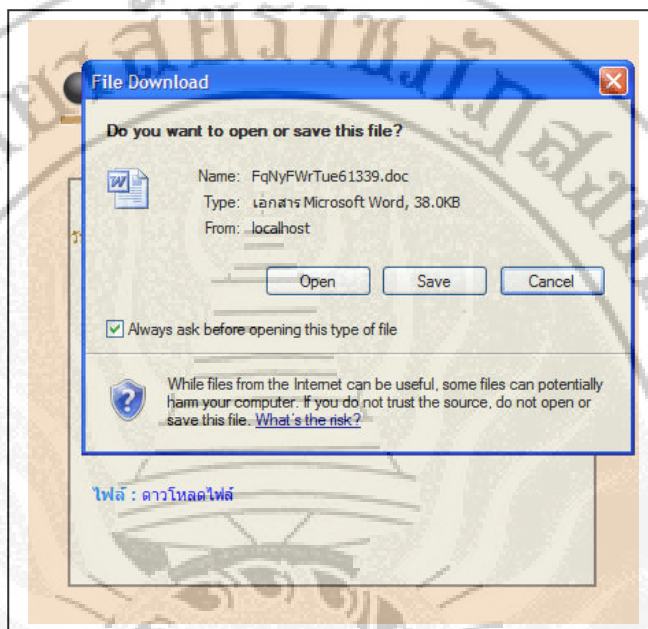 File Download
Do you want to open or save this file?
Name: FqNyFWrTue61339.doc
Type: เอกสาร Microsoft Word, 38.0KB
From: localhost
Open Save Cancel
Always ask before opening this type of file
While files from the Internet can be useful, some files can potentially
harm your computer. If you do not trust the source, do not open or
save this file. What's the risk?
ไฟล์ : ดาวโหลดไฟล์